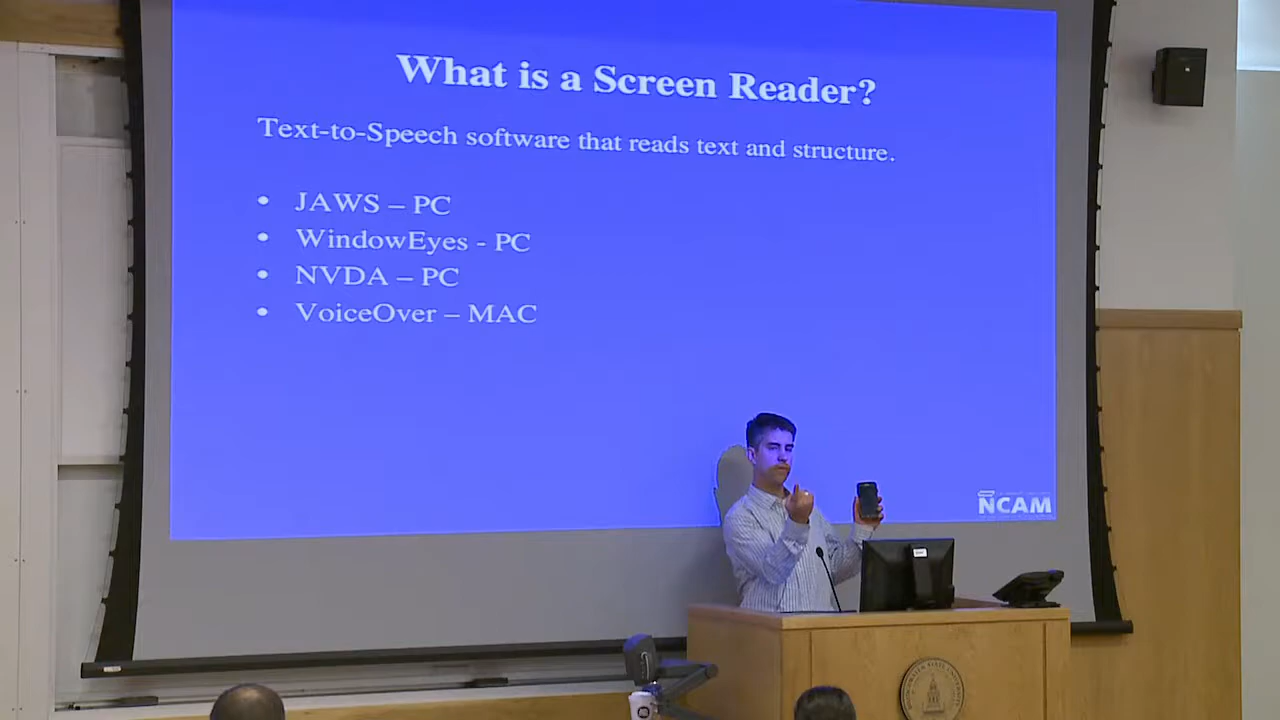 What is a Screen Reader?
Text-to-Speech software that reads text and structure.
• JAWS – PC
• WindowEyes - PC
• NVDA – PC
• VoiceOver – MAC
NCAM